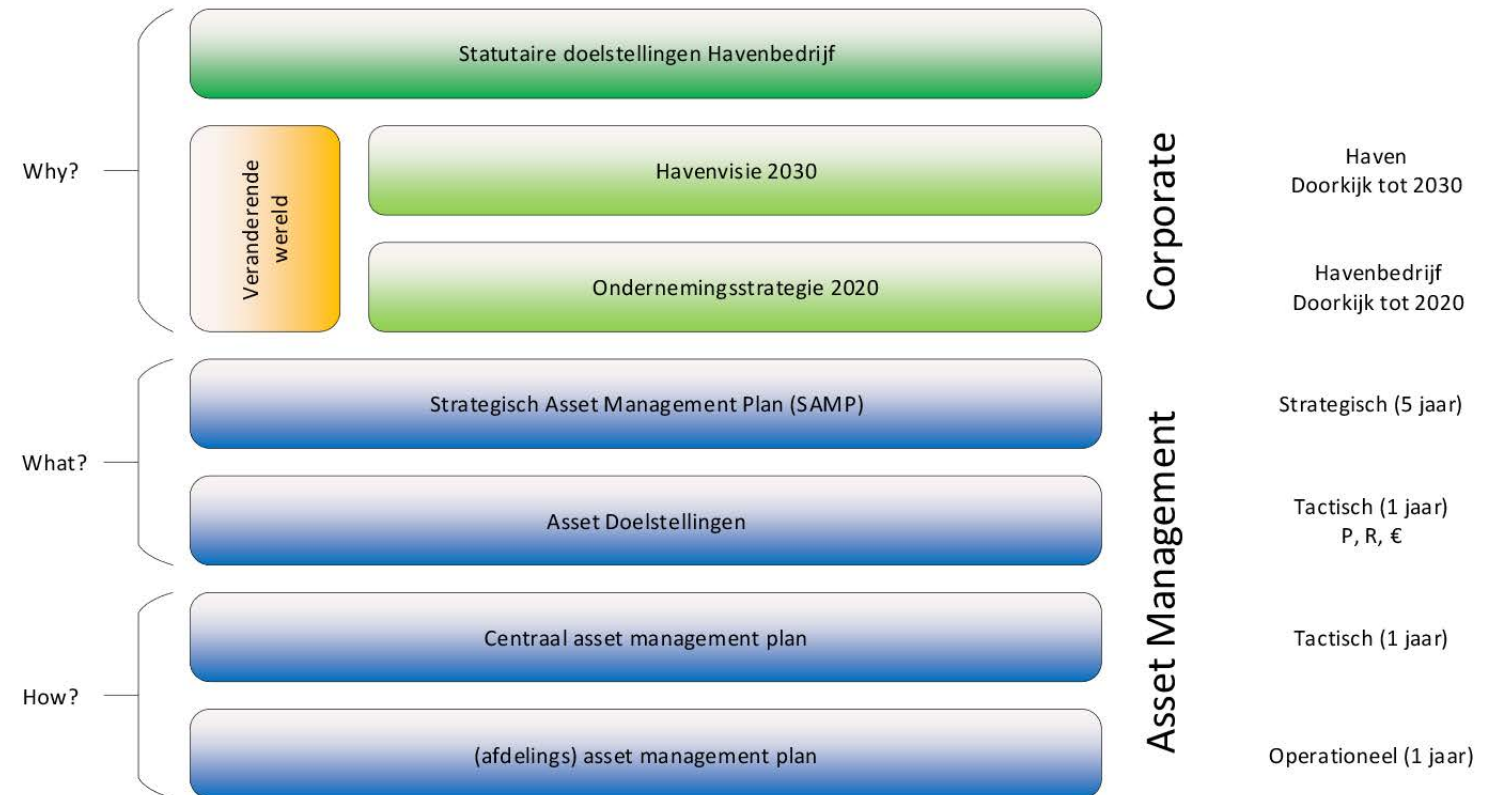 Statutaire doelstellingen Havenbedrijf
Why?
Veranderende
wereld
Havenvisie 2030
Ondernemingsstrategie 2020
Corporate
Haven
Doorkijk tot 2030
Havenbedrijf
Doorkijk tot 2020
What?
Strategisch Asset Management Plan (SAMP)
Asset Doelstellingen
Asset Management
Strategisch (5 jaar)
Tactisch (1 jaar)
P, R, €
How?
Centraal asset management plan
Tactisch (1 jaar)
(afdelings) asset management plan
Operationeel (1 jaar)